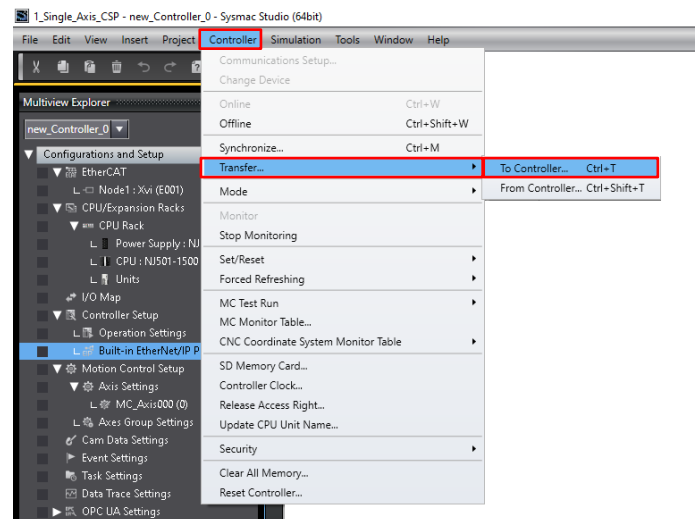 1_Single_Axis_CSP - new_Controller_0 - Sysmac Studio (64bit)
File Edit View Insert Project Controller Simulation Tools Window Help
Multiview Explorer
new_Controller_0
Configurations and Setup
EtherCAT
Node1 : Xvi (E001)
CPU/Expansion Racks
CPU Rack
Power Supply : NJ
CPU : NJ501-1500
Units
I/O Map
Controller Setup
Operation Settings
Built-in EtherNet/IP P
Motion Control Setup
Axis Settings
MC_Axis000 (0)
Axes Group Settings
Cam Data Settings
Event Settings
Task Settings
Data Trace Settings
OPC UA Settings
Communications Setup...
Change Device
Online Ctrl+W
Offline Ctrl+Shift+W
Synchronize... Ctrl+M
Transfer...
Mode
Monitor
Stop Monitoring
Set/Reset
Forced Refreshing
MC Test Run
MC Monitor Table...
CNC Coordinate System Monitor Table
SD Memory Card...
Controller Clock...
Release Access Right...
Update CPU Unit Name...
Security
Clear All Memory...
Reset Controller...
To Controller... Ctrl+T
From Controller... Ctrl+Shift+T